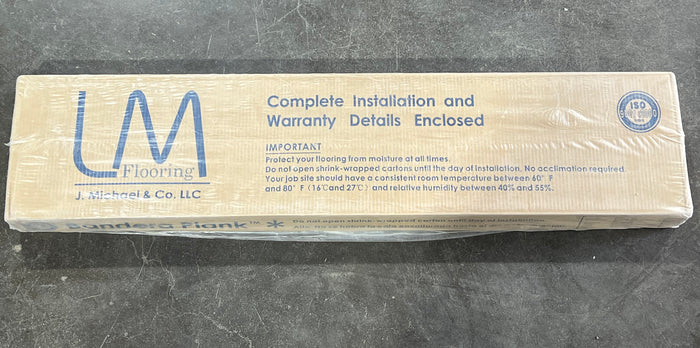 LM
Flooring
J. Michael & Co. LLC
Complete Installation and
Warranty Details Enclosed
IMPORTANT
Protect your flooring from moisture at all times.
Do not open shrink-wrapped cartons until the day of installation. No acclimation required.
Your job site should have a consistent room temperature between 60° F
and 80° F (16℃and 27℃) and relative humidity between 40% and 55%.
ISO
Plank™ * Do not open shrink-wrapped carton until day of installation.